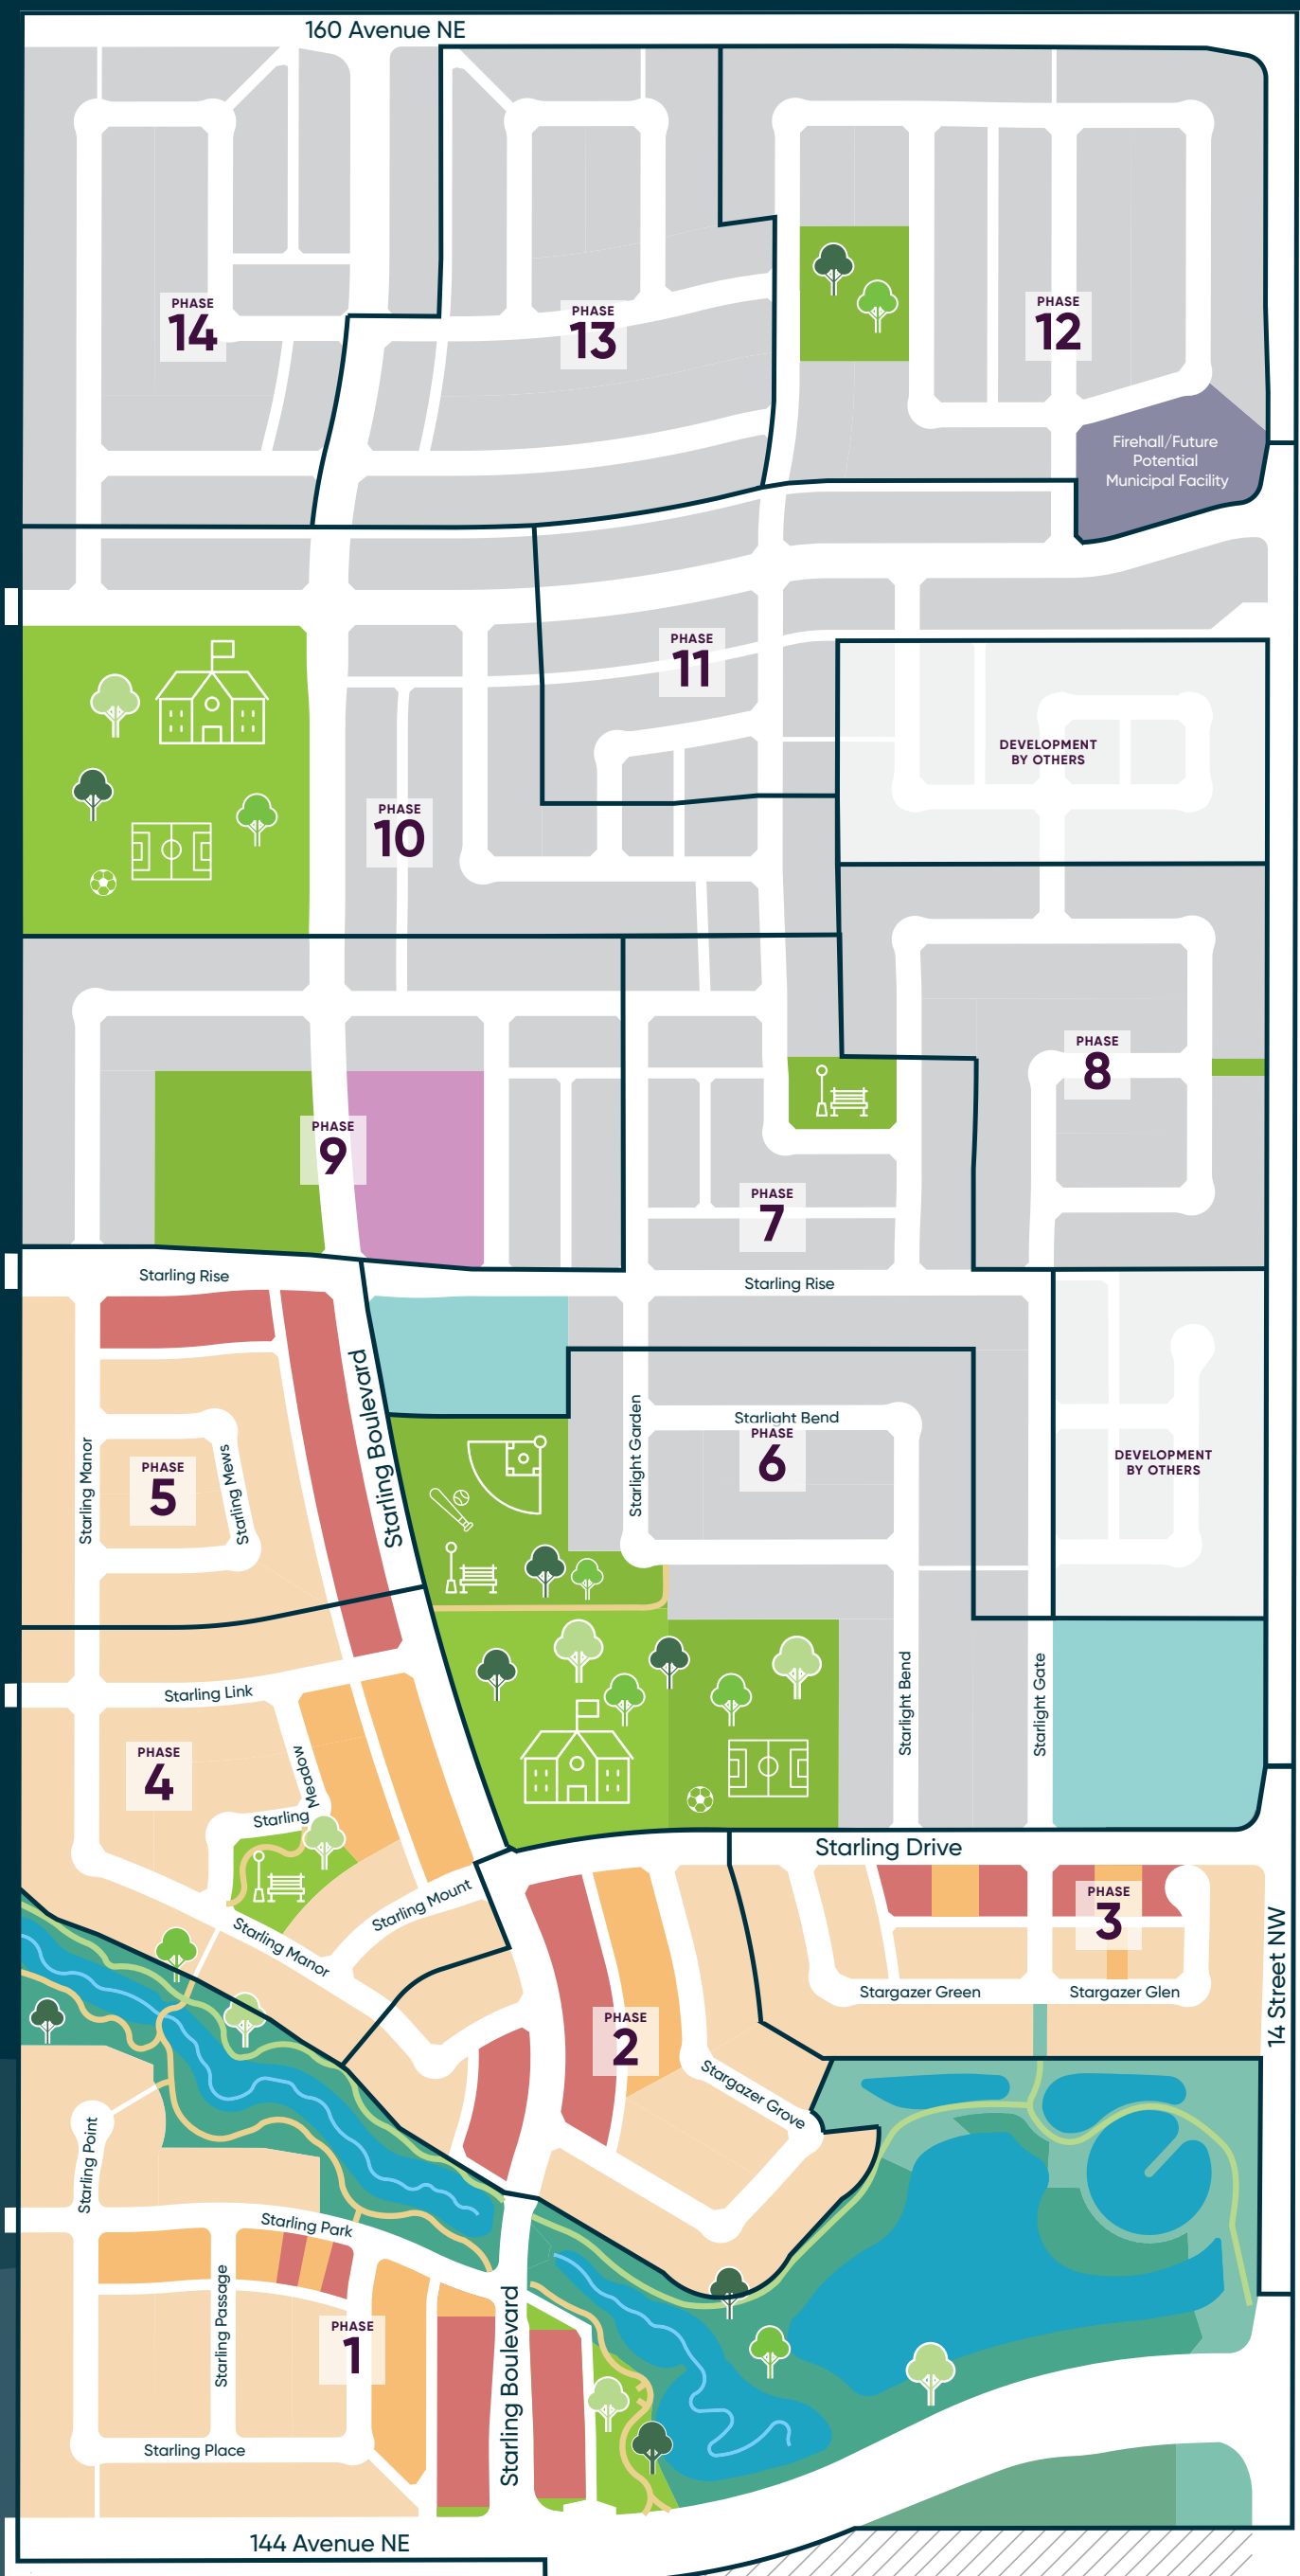 160 Avenue NE
PHASE
14
PHASE
13
PHASE
12
Firehall/Future
Potential
Municipal Facility
PHASE
11
DEVELOPMENT
BY OTHERS
PHASE
10
PHASE
8
PHASE
9
PHASE
7
Starling Rise
Starling Rise
Starling Boulevard
Starlight Garden
Starlight Bend
PHASE
6
Starling Manor
Starling Mews
PHASE
5
DEVELOPMENT
BY OTHERS
Starlight Bend
Starlight Gate
Starling Link
PHASE
4
Meadow
Starling
Starling Drive
Starling Mount
Starling Manor
PHASE
3
Stargazer Green
Stargazer Glen
14 Street NW
PHASE
2
Stargazer Grove
Starling Point
Starling Park
Starling Passage
PHASE
1
Starling Boulevard
Starling Place
144 Avenue NE